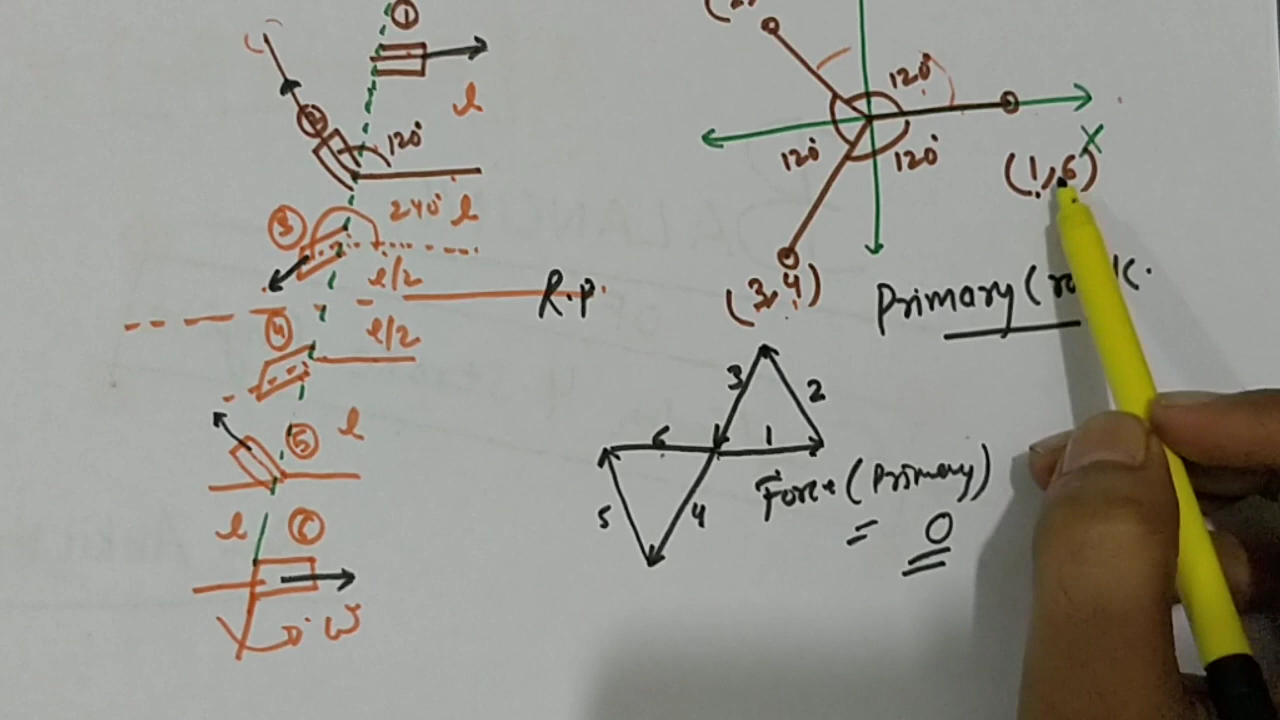 1
l
2
120°
240° l
3
l/2
R.P.
4
l/2
5
l
l
6
ω
120°
120°
120°
X
(1,6)
(3,4)
Primary (
3
2
6
1
5
4
Force (Primary)
= 0